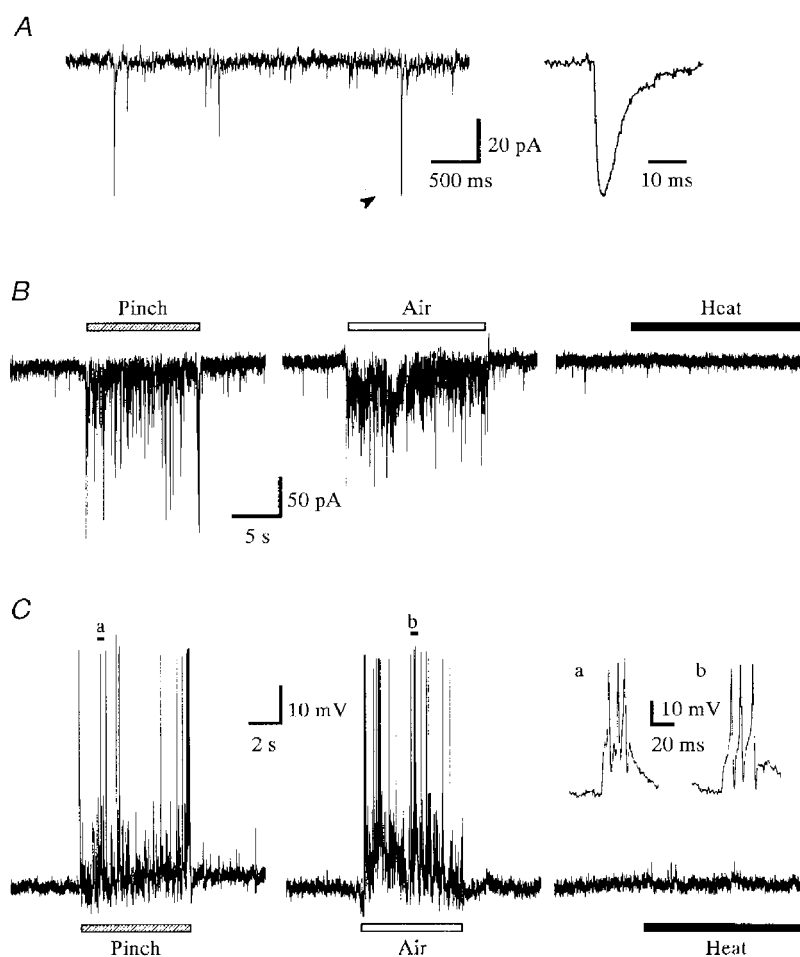 A
20 pA
500 ms
10 ms
B
Pinch
Air
Heat
50 pA
5 s
C
a
b
10 mV
2 s
a
b
10 mV
20 ms
Pinch
Air
Heat